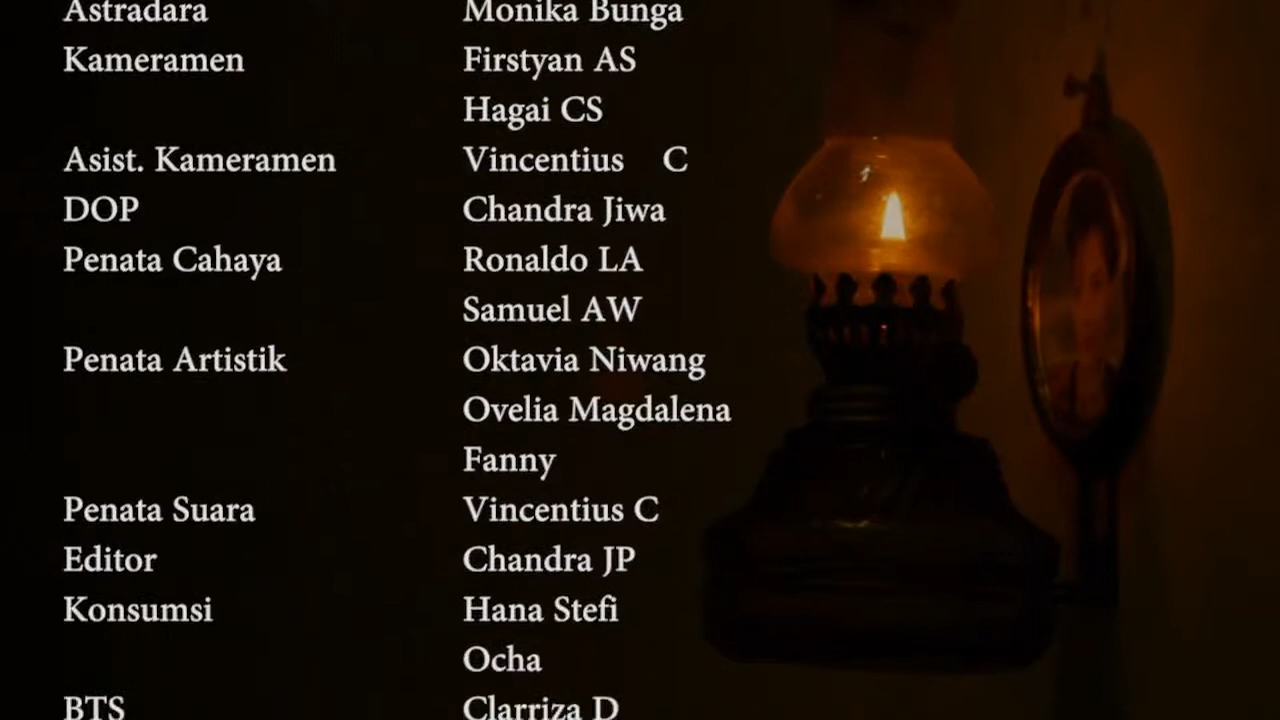 Astradara Monika Bunga
Kameramen Firstyan AS
Hagai CS
Asist. Kameramen Vincentius C
DOP Chandra Jiwa
Penata Cahaya Ronaldo LA
Samuel AW
Penata Artistik Oktavia Niwang
Ovelia Magdalena
Fanny
Penata Suara Vincentius C
Editor Chandra JP
Konsumsi Hana Stefi
Ocha
BTS Clarriza D